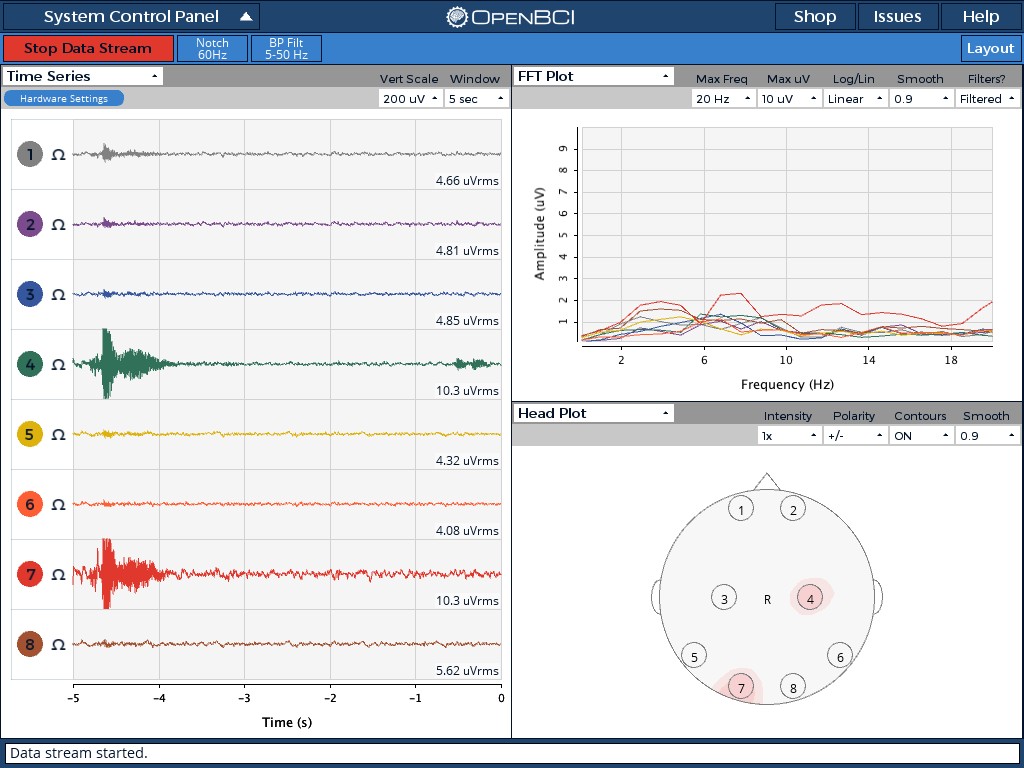 System Control Panel
OpenBCI
Shop
Issues
Help
Stop Data Stream
Notch
60Hz
BP Filt
5-50 Hz
Layout
Time Series
Vert Scale
Window
Hardware Settings
200 uV
5 sec
1 Ω
4.66 uVrms
2 Ω
4.81 uVrms
3 Ω
4.85 uVrms
4 Ω
10.3 uVrms
5 Ω
4.32 uVrms
6 Ω
4.08 uVrms
7 Ω
10.3 uVrms
8 Ω
5.62 uVrms
-5 -4 -3 -2 -1 0
Time (s)
FFT Plot
Max Freq
Max uV
Log/Lin
Smooth
Filters?
20 Hz
10 uV
Linear
0.9
Filtered
Amplitude (uV)
9
8
7
6
5
4
3
2
1
2 6 10 14 18
Frequency (Hz)
Head Plot
Intensity
Polarity
Contours
Smooth
1x
+/-
ON
0.9
1 2
3 R 4
5 6
7 8
Data stream started.